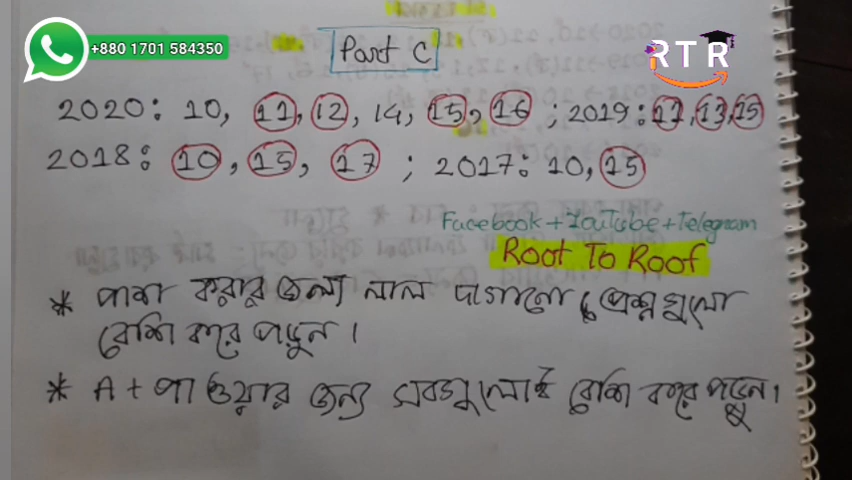 +880 1701 584350
Part C
RTR
2020: 10, 11, 12, 14, 15, 16 ; 2019: 11, 13, 15
2018: 10, 15, 17 ; 2017: 10, 15
Facebook + YouTube + Telegram
Root To Roof
* পাশ করার জন্য লাল দাগানো প্রশ্নগুলো
বেশি করে পড়ুন।
* A+ পাওয়ার জন্য সবগুলোই বেশি করে পড়ুন।